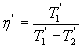 η' = T₁' / (T₁' − T₂')